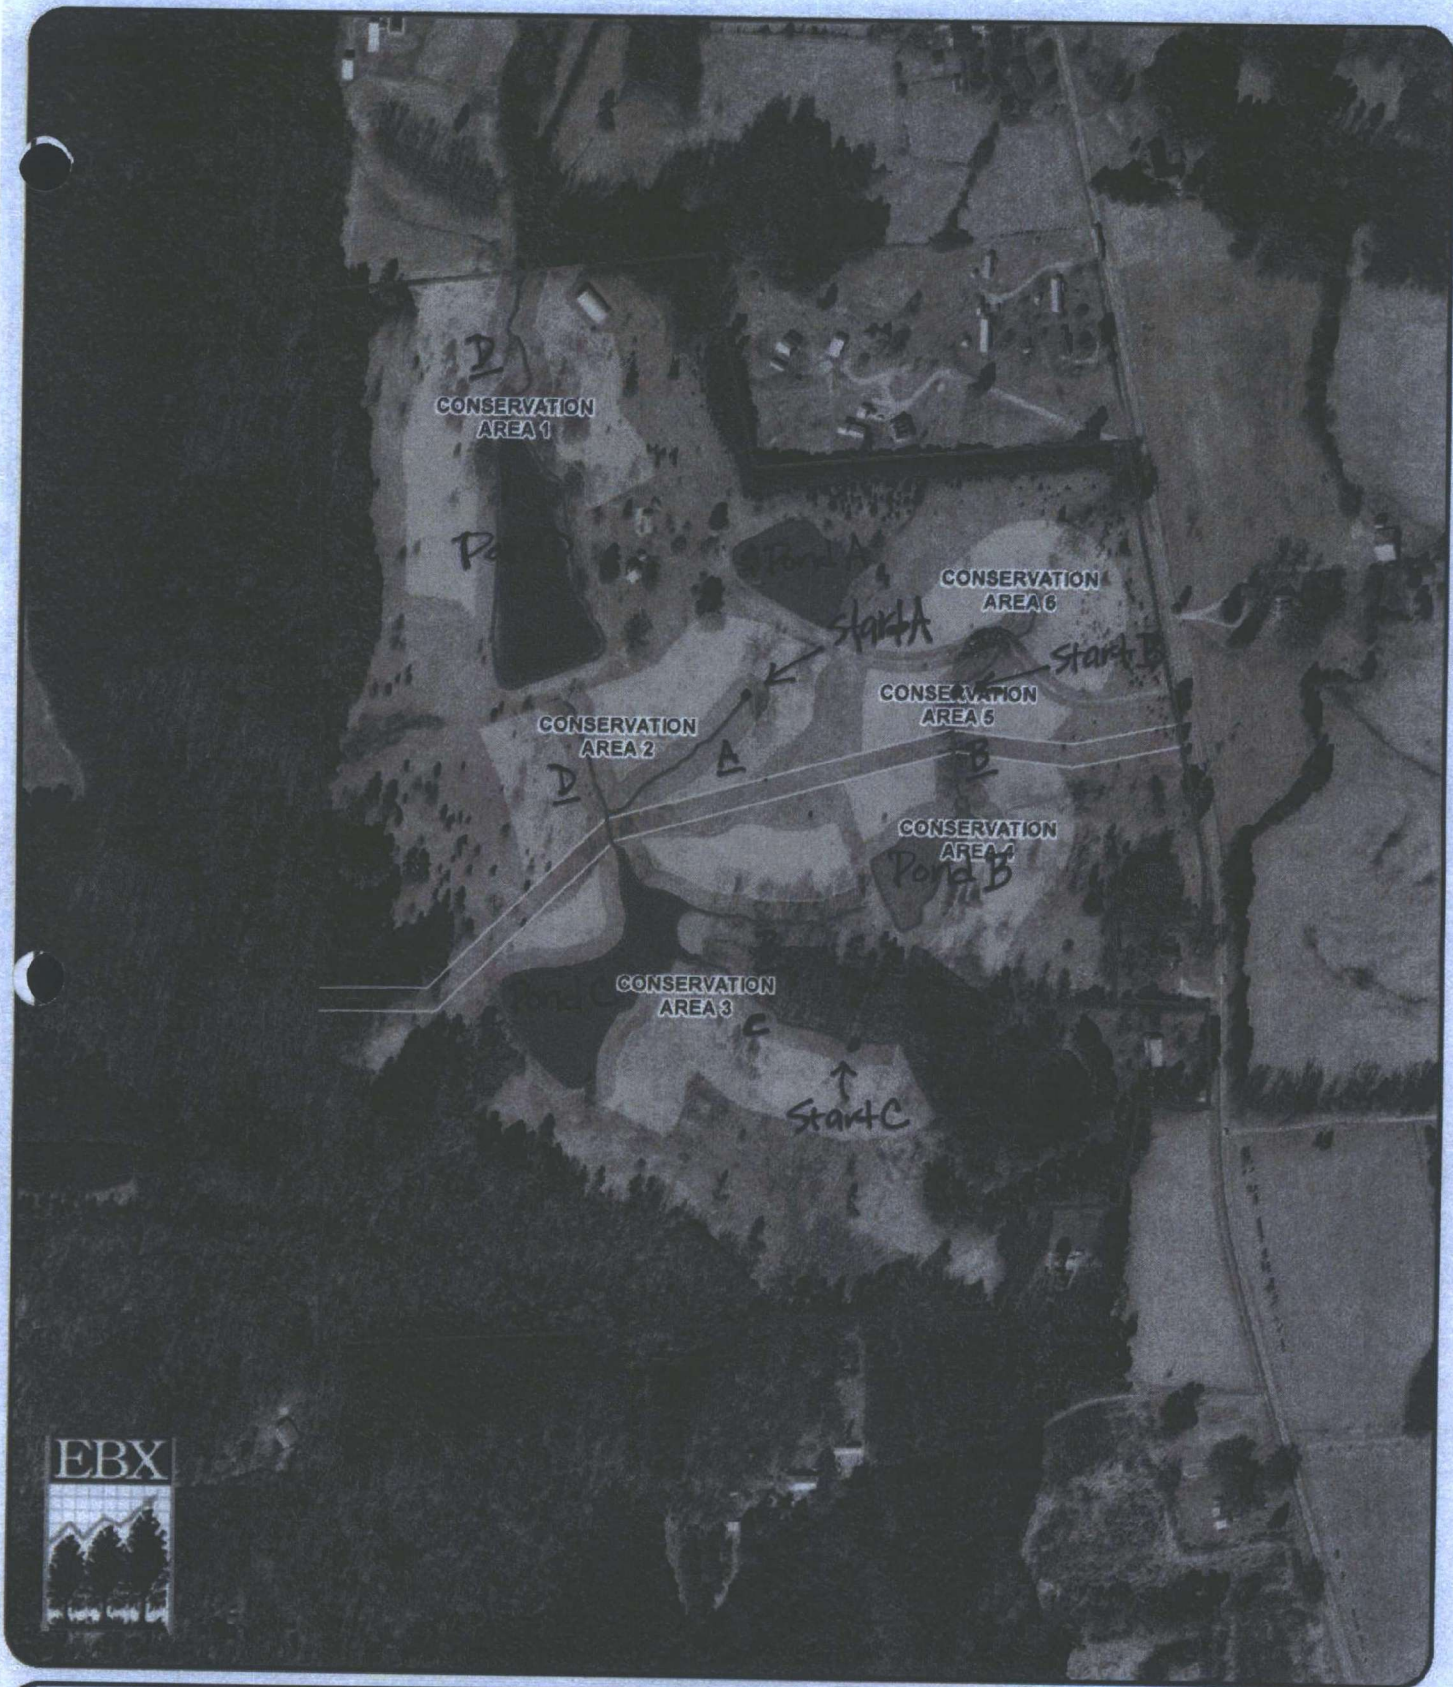 D
CONSERVATION
AREA 1
Pond A
CONSERVATION
AREA 6
Start A
Start B
CONSERVATION
AREA 5
CONSERVATION
AREA 2
A
B
D
CONSERVATION
AREA 4
Pond B
CONSERVATION
AREA 3
Pond C
C
Start C
EBX